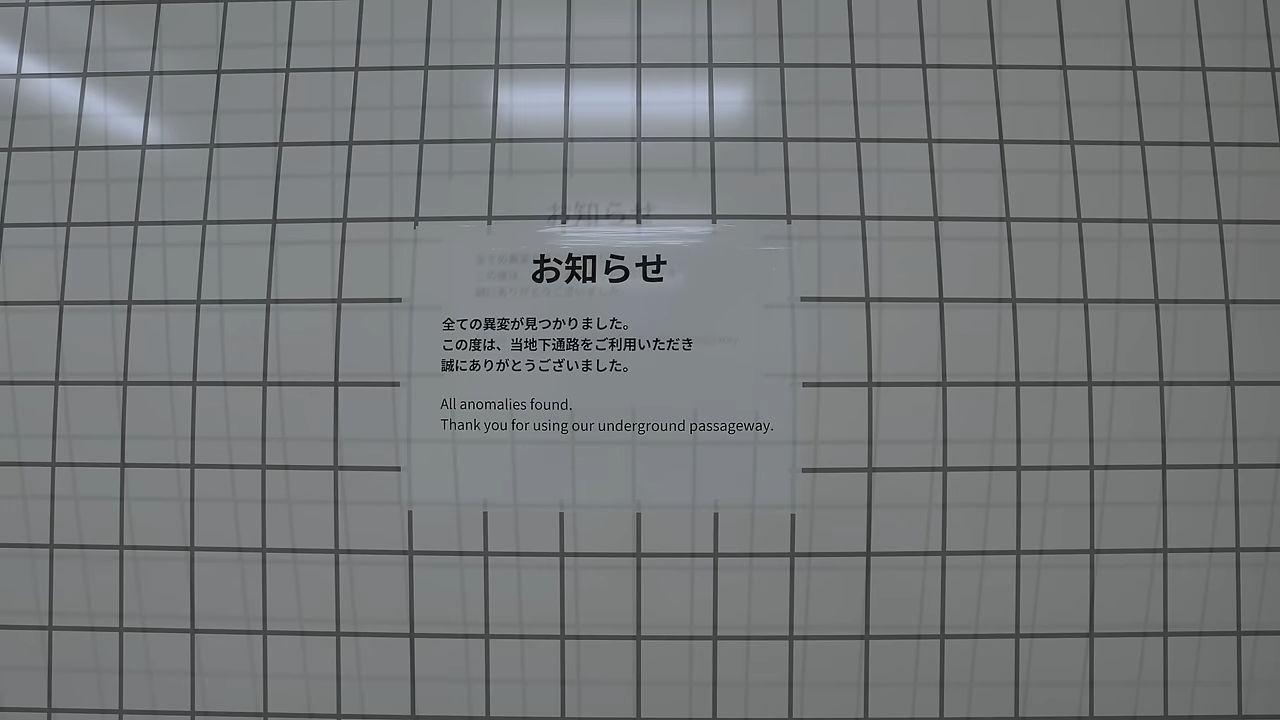 お知らせ
全ての異変が見つかりました。
この度は、当地下通路をご利用いただき
誠にありがとうございました。
All anomalies found.
Thank you for using our underground passageway.